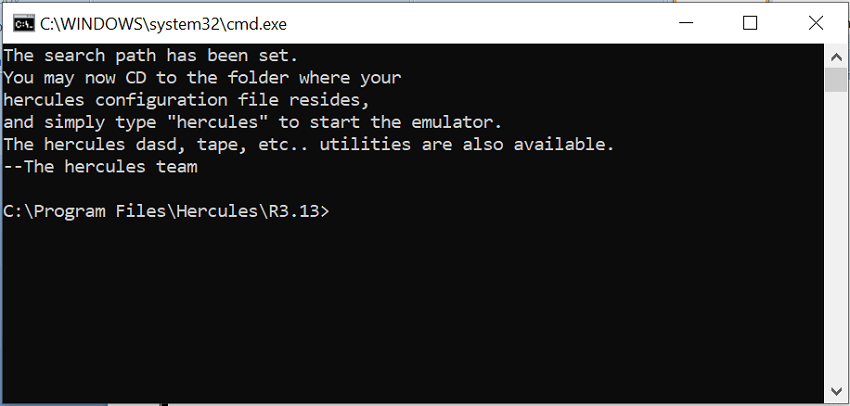 C:\WINDOWS\system32\cmd.exe
The search path has been set.
You may now CD to the folder where your
hercules configuration file resides,
and simply type "hercules" to start the emulator.
The hercules dasd, tape, etc.. utilities are also available.
--The hercules team
C:\Program Files\Hercules\R3.13>